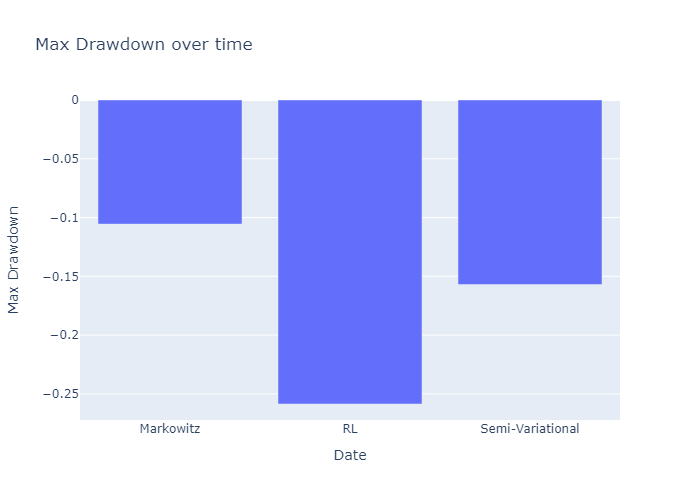 Max Drawdown over time
Max Drawdown
0
−0.05
−0.1
−0.15
−0.2
−0.25
Markowitz
RL
Semi-Variational
Date